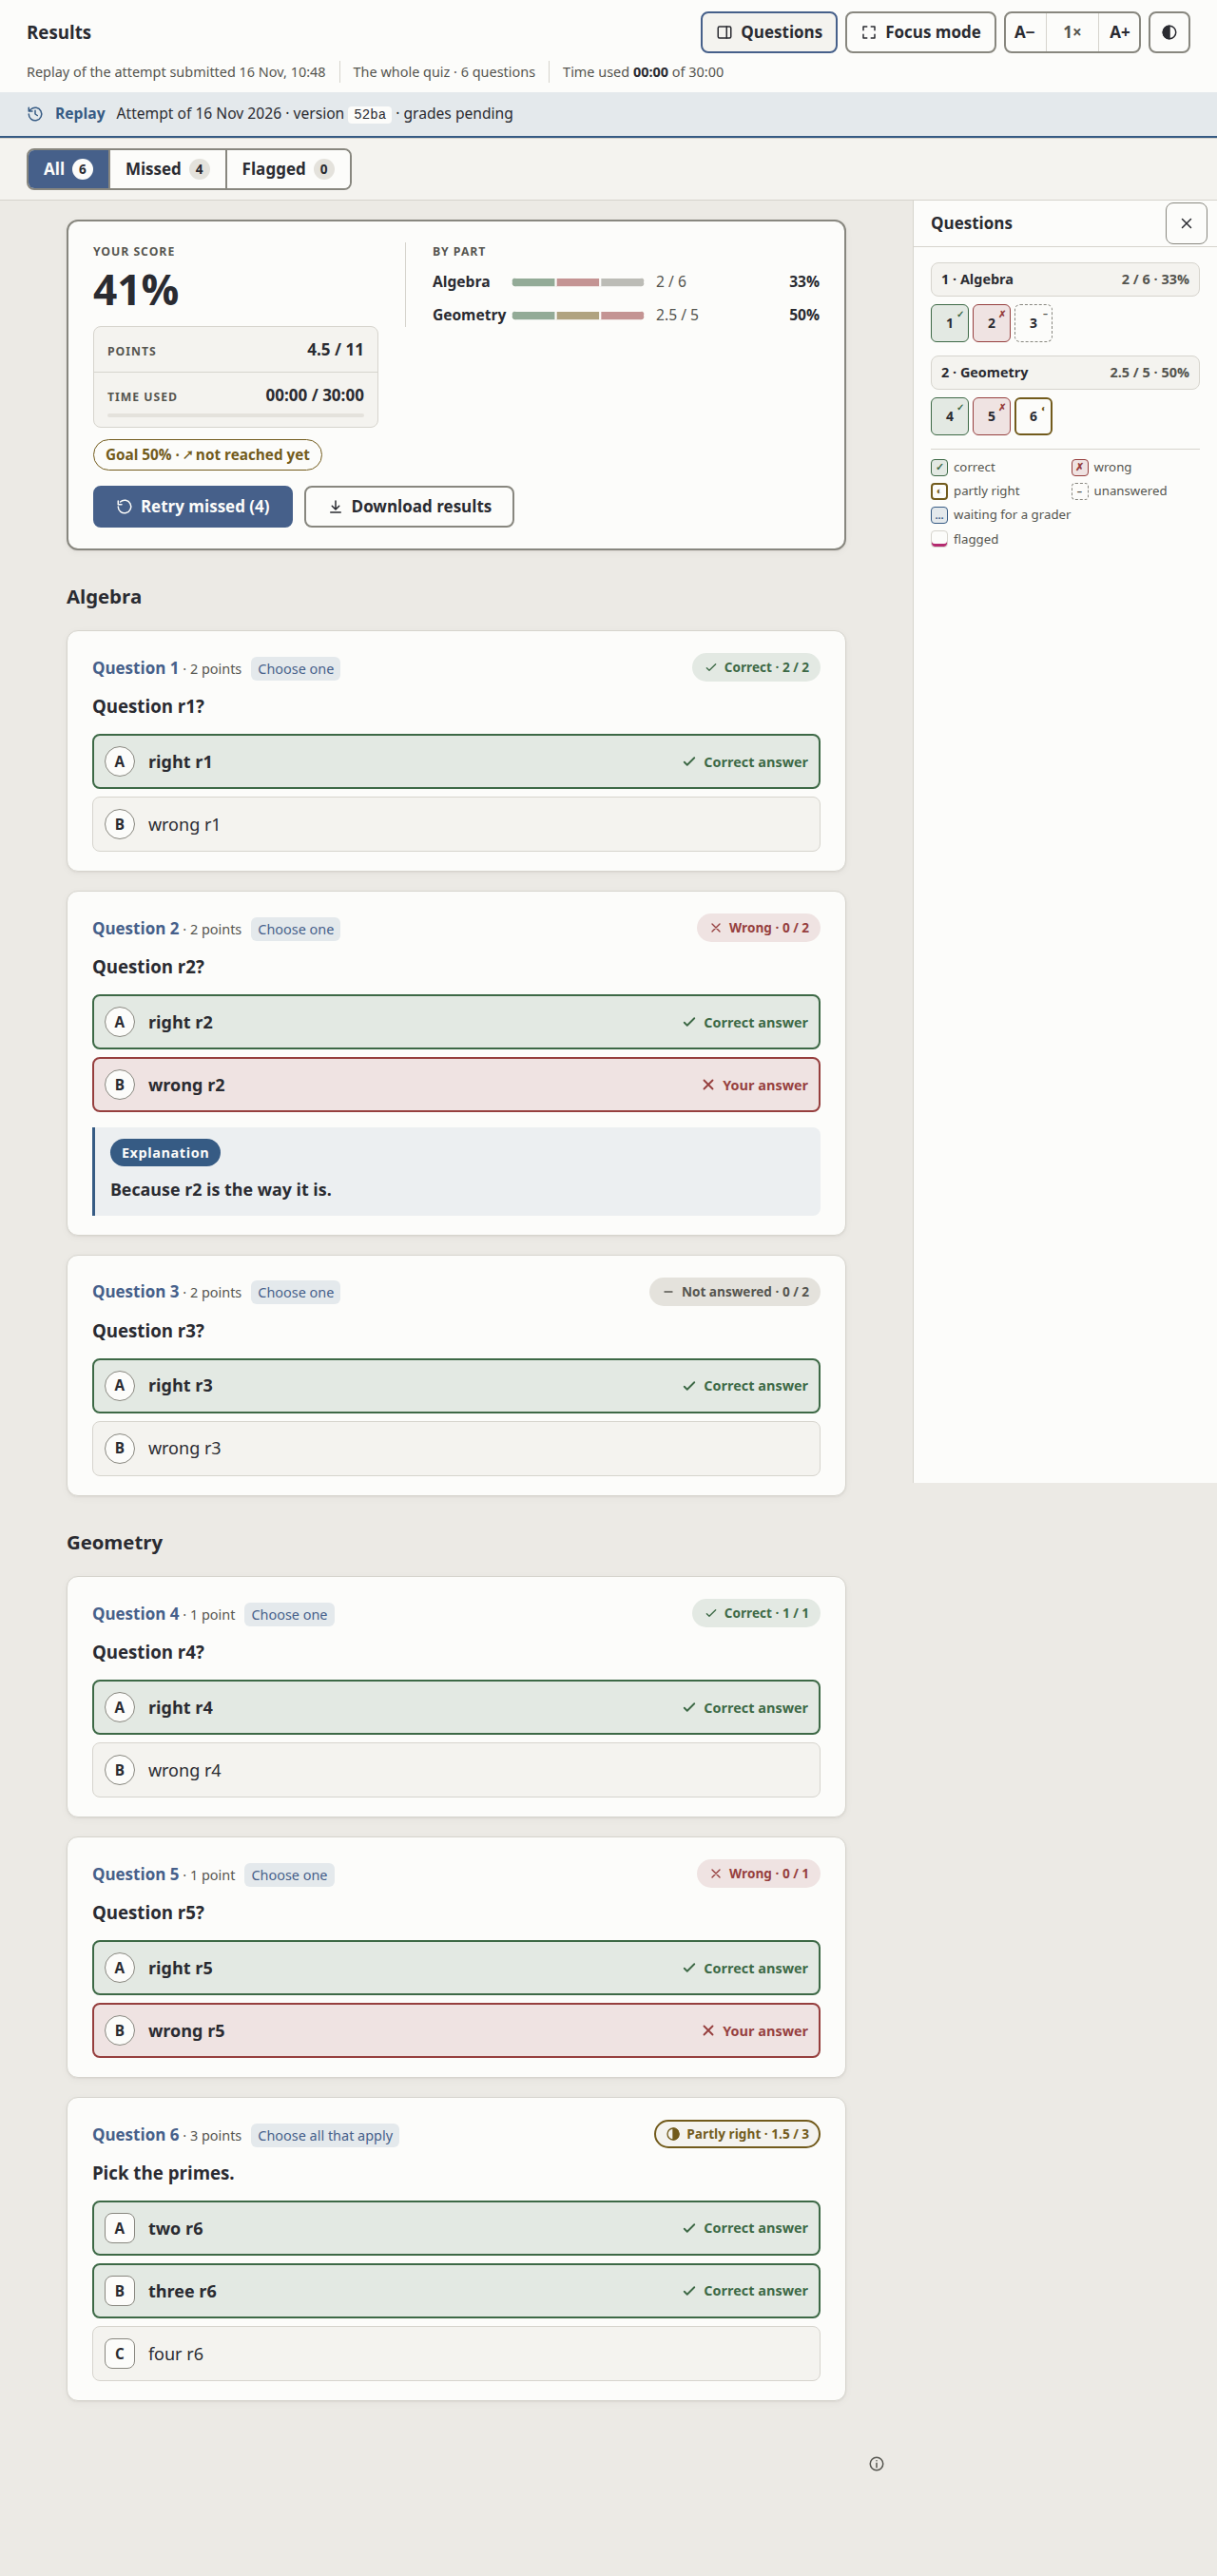 Results
Questions
Focus mode
A−
1×
A+
Replay of the attempt submitted 16 Nov, 10:48
The whole quiz · 6 questions
Time used 00:00 of 30:00
Replay Attempt of 16 Nov 2026 · version 52ba · grades pending
All 6
Missed 4
Flagged 0
YOUR SCORE
41%
POINTS 4.5 / 11
TIME USED 00:00 / 30:00
Goal 50% · ↗ not reached yet
BY PART
Algebra 2 / 6 33%
Geometry 2.5 / 5 50%
Retry missed (4)
Download results
Questions
1 · Algebra 2 / 6 · 33%
1 ✓ 2 ✗ 3 –
2 · Geometry 2.5 / 5 · 50%
4 ✓ 5 ✗ 6
✓ correct
✗ wrong
partly right
– unanswered
… waiting for a grader
flagged
Algebra
Question 1 · 2 points Choose one
Correct · 2 / 2
Question r1?
A right r1 Correct answer
B wrong r1
Question 2 · 2 points Choose one
Wrong · 0 / 2
Question r2?
A right r2 Correct answer
B wrong r2 Your answer
Explanation
Because r2 is the way it is.
Question 3 · 2 points Choose one
Not answered · 0 / 2
Question r3?
A right r3 Correct answer
B wrong r3
Geometry
Question 4 · 1 point Choose one
Correct · 1 / 1
Question r4?
A right r4 Correct answer
B wrong r4
Question 5 · 1 point Choose one
Wrong · 0 / 1
Question r5?
A right r5 Correct answer
B wrong r5 Your answer
Question 6 · 3 points Choose all that apply
Partly right · 1.5 / 3
Pick the primes.
A two r6 Correct answer
B three r6 Correct answer
C four r6